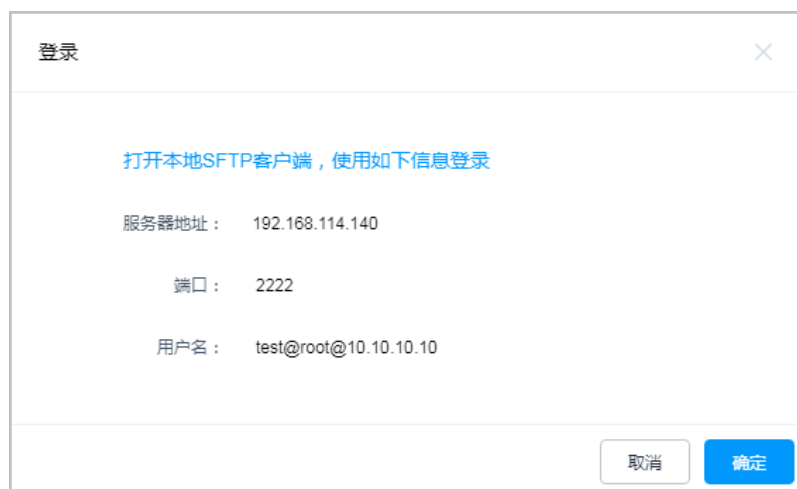 登录
打开本地SFTP客户端，使用如下信息登录
服务器地址： 192.168.114.140
端口： 2222
用户名： test@root@10.10.10.10
取消 确定